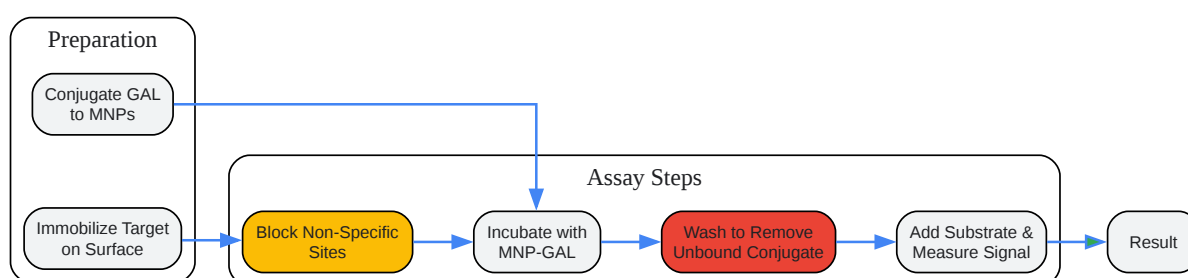 Preparation
Conjugate GAL
to MNPs
Immobilize Target
on Surface
Assay Steps
Block Non-Specific
Sites
Incubate with
MNP-GAL
Wash to Remove
Unbound Conjugate
Add Substrate &
Measure Signal
Result